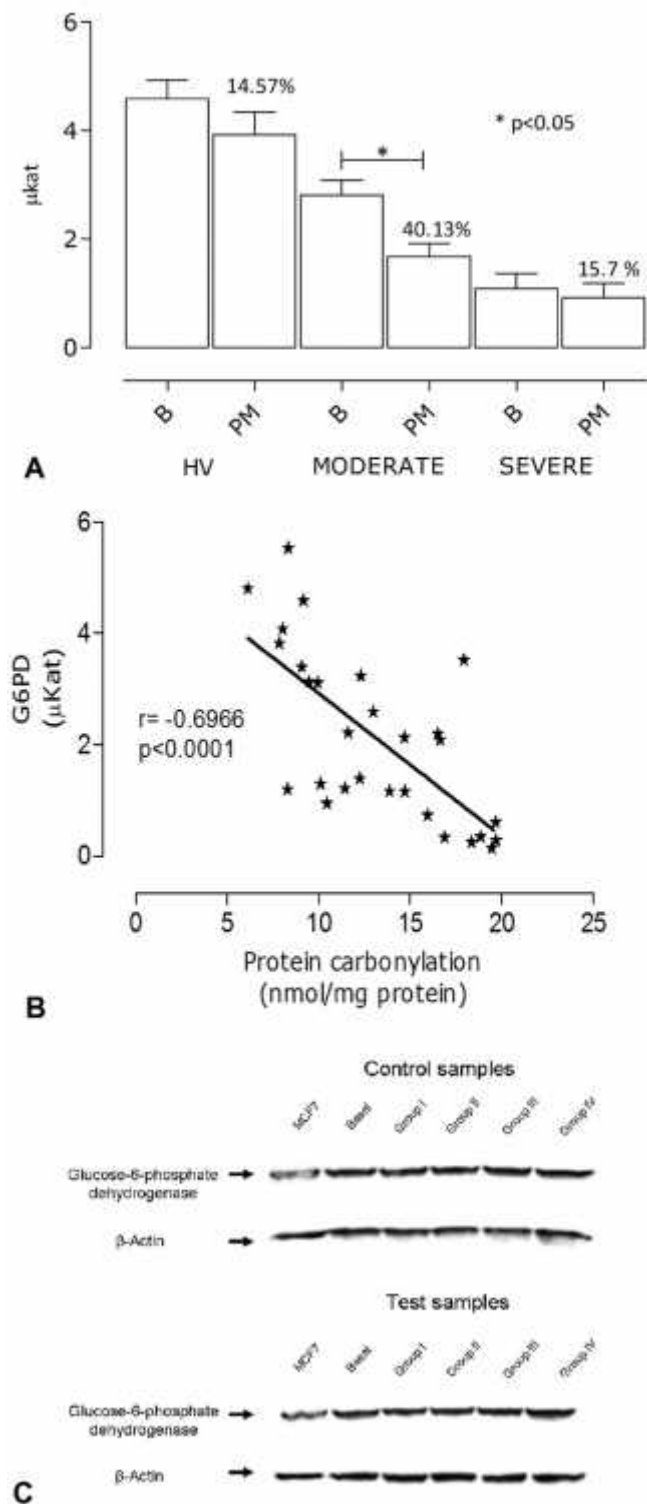 6
14.57%
* p<0.05
4
*
μkat
40.13%
2
15.7 %
0
B PM B PM B PM
A HV MODERATE SEVERE
6
4
G6PD
(μKat)
r= -0.6966
p<0.0001
2
0
0 5 10 15 20 25
Protein carbonylation
(nmol/mg protein)
B
Control samples
MCF7 Basal Group I Group II Group III Group IV
Glucose-6-phosphate
dehydrogenase
β-Actin
Test samples
MCF7 Basal Group I Group II Group III Group IV
Glucose-6-phosphate
dehydrogenase
β-Actin
C